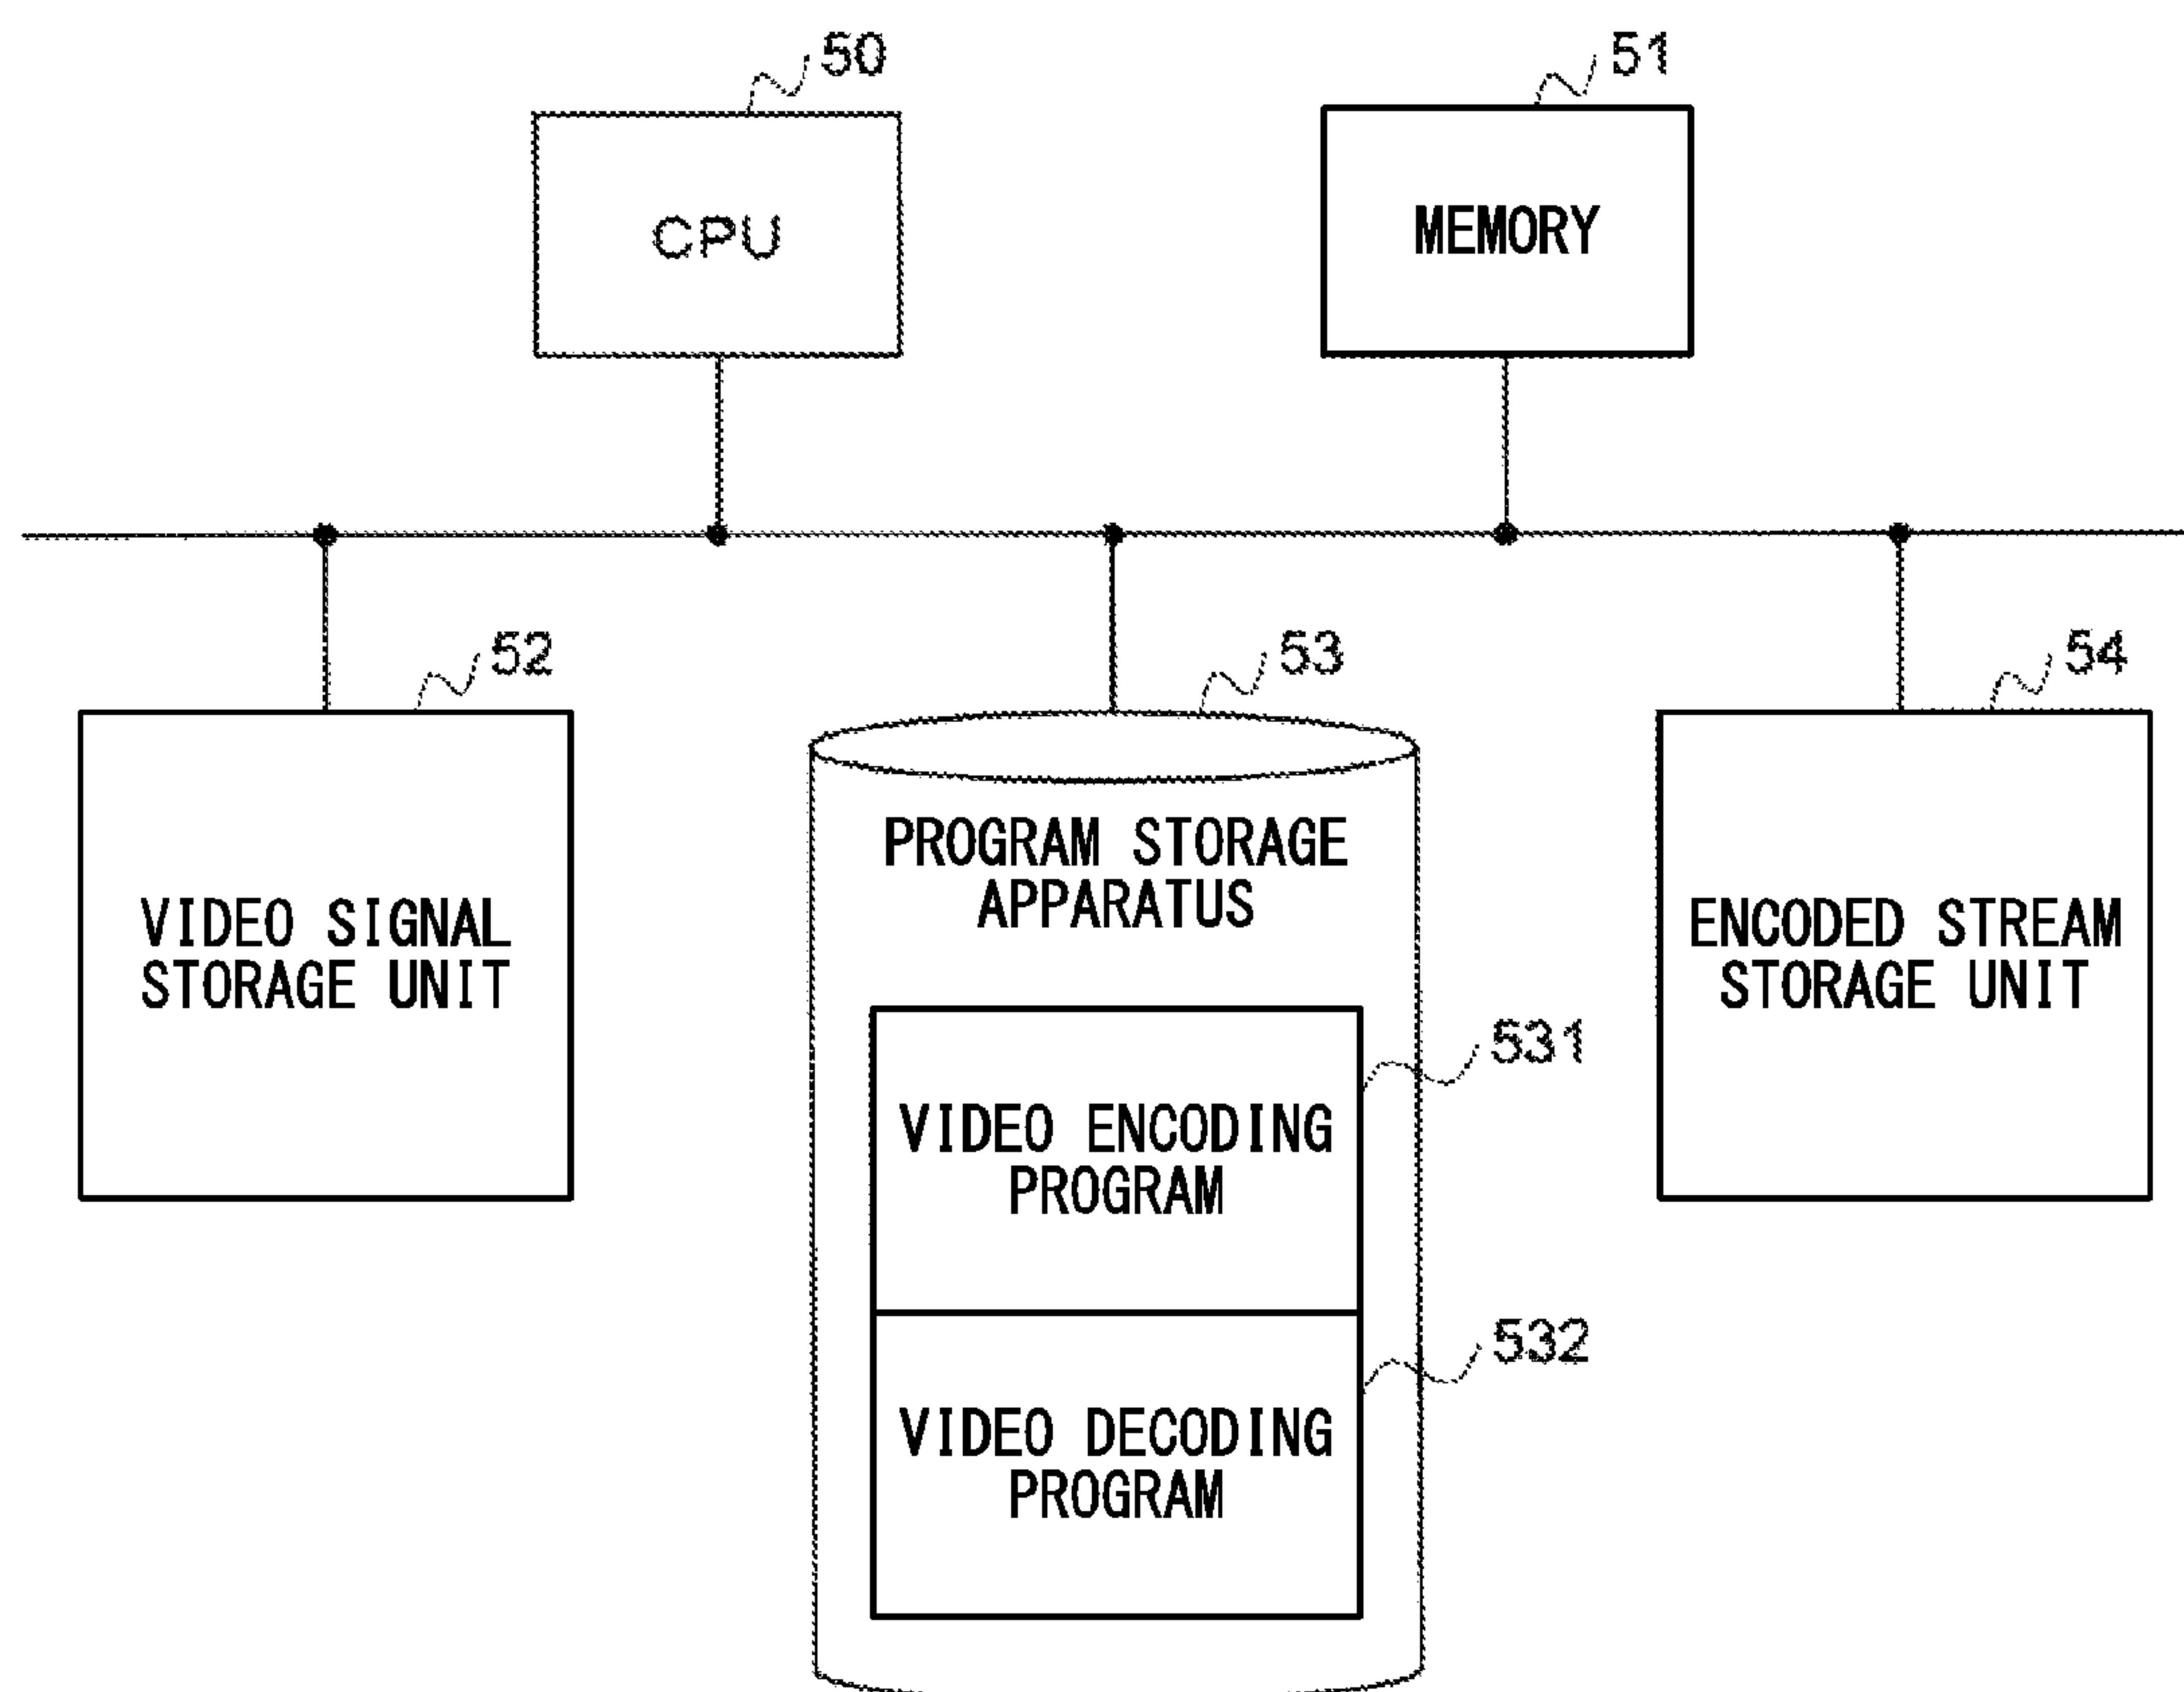 50
51
CPU
MEMORY
52
53
54
VIDEO SIGNAL
STORAGE UNIT
PROGRAM STORAGE
APPARATUS
ENCODED STREAM
STORAGE UNIT
531
VIDEO ENCODING
PROGRAM
532
VIDEO DECODING
PROGRAM